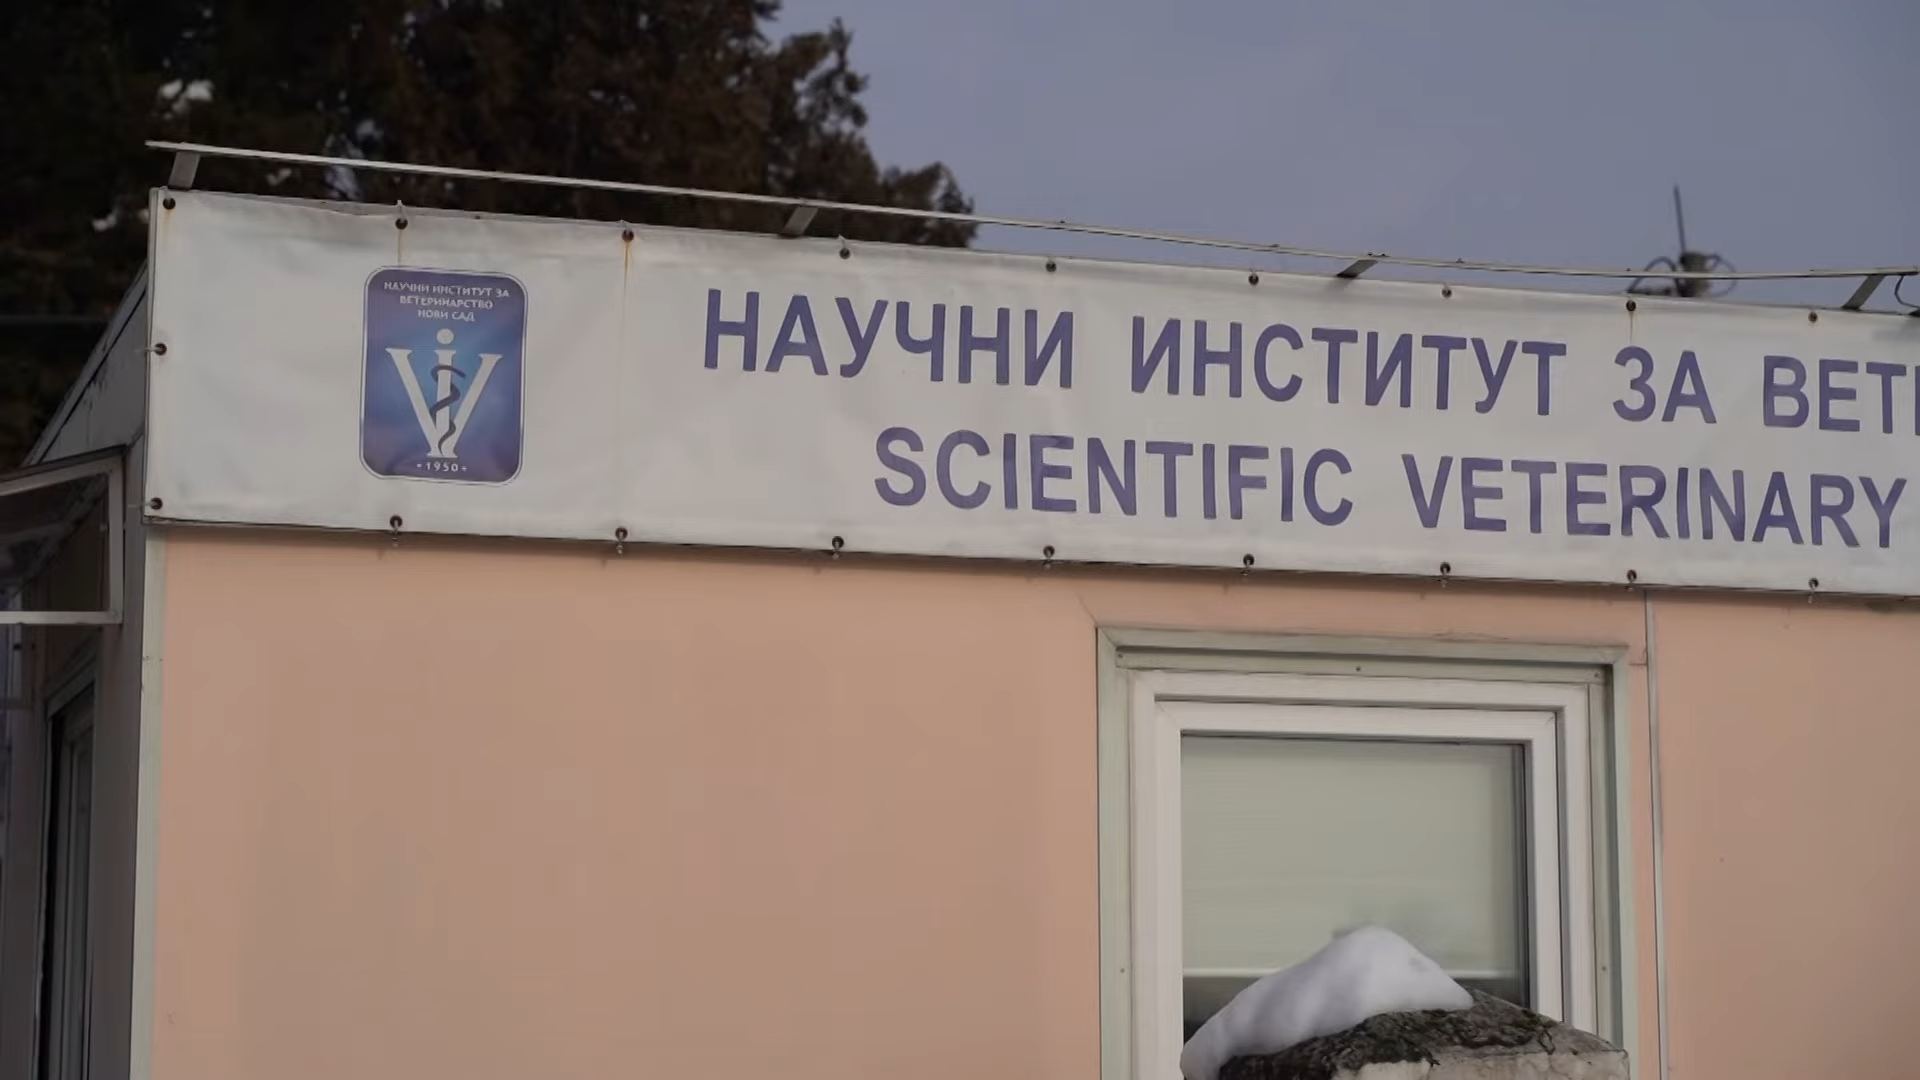 НАУЧНИ ИНСТИТУТ ЗА
ВЕТЕРИНАРСТВО
НОВИ САД
1950
НАУЧНИ ИНСТИТУТ ЗА
SCIENTIFIC VETERINARY